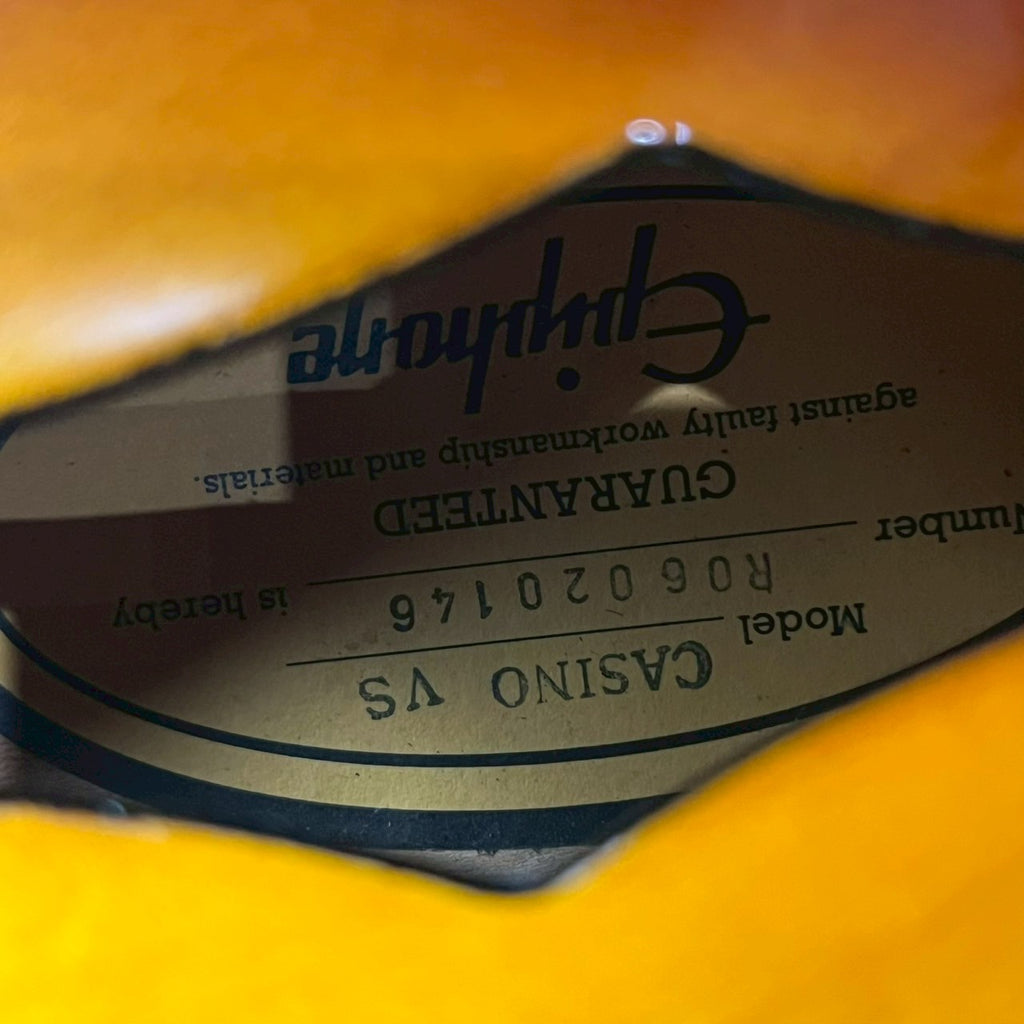 Model CASINO VS
Number R06020146 is hereby
GUARANTEED
against faulty workmanship and materials.
Epiphone